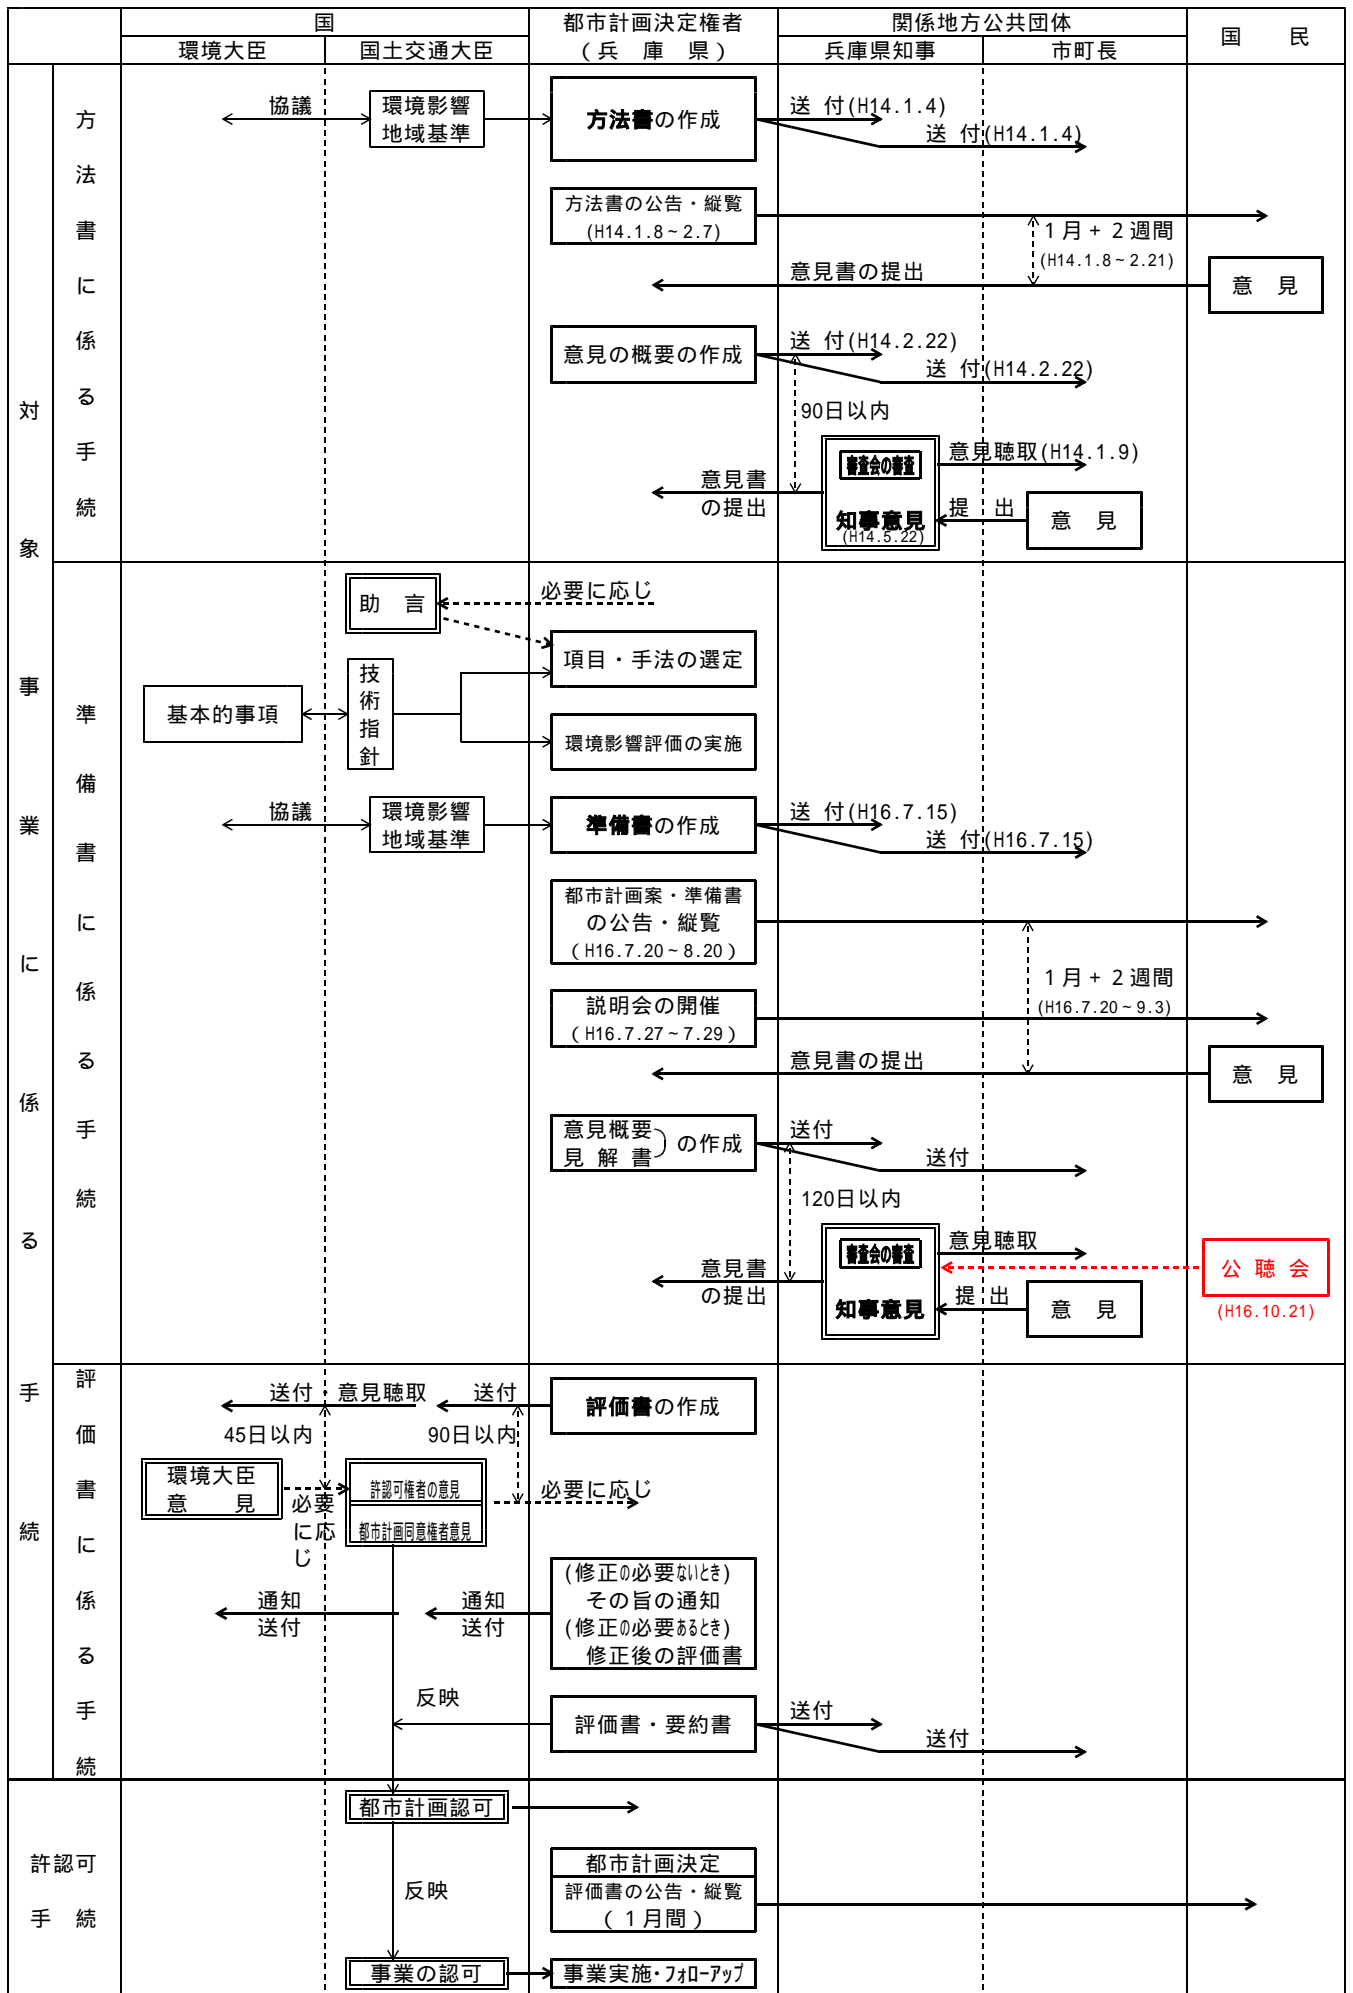 国
都市計画決定権者
(兵　庫　県)
関係地方公共団体
国　民
環境大臣
国土交通大臣
兵庫県知事
市町長
対象事業に係る手続
方法書に係る手続
協議
環境影響
地域基準
方法書の作成
送 付(H14.1.4)
送 付(H14.1.4)
方法書の公告・縦覧
(H14.1.8~2.7)
1月+2週間
(H14.1.8~2.21)
意見書の提出
意　見
意見の概要の作成
送 付(H14.2.22)
送 付(H14.2.22)
90日以内
審査会の審査
意見聴取(H14.1.9)
意見書
の提出
知事意見
(H14.5.22)
提　出
意　見
準備書に係る手続
助　言
必要に応じ
項目・手法の選定
技術指針
基本的事項
環境影響評価の実施
協議
環境影響
地域基準
準備書の作成
送 付(H16.7.15)
送 付(H16.7.15)
都市計画案・準備書
の公告・縦覧
(H16.7.20~8.20)
1月+2週間
(H16.7.20~9.3)
説明会の開催
(H16.7.27~7.29)
意見書の提出
意　見
意見概要
見 解 書
の作成
送付
送付
120日以内
審査会の審査
意見聴取
公 聴 会
(H16.10.21)
意見書
の提出
知事意見
提　出
意　見
評価書に係る手続
送付・意見聴取
送付
評価書の作成
45日以内
90日以内
環境大臣
意　見
必要
に応
じ
許認可権者の意見
都市計画同意権者意見
必要に応じ
(修正の必要ないとき)
その旨の通知
(修正の必要あるとき)
修正後の評価書
通知
送付
通知
送付
反映
評価書・要約書
送付
送付
許認可
手　続
都市計画認可
都市計画決定
評価書の公告・縦覧
(1月間)
反映
事業の認可
事業実施・フォローアップ